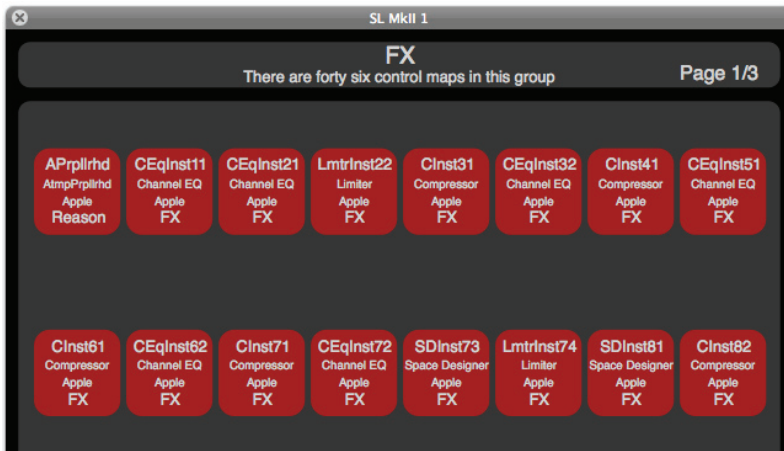 SL MkII 1
FX
There are forty six control maps in this group
Page 1/3
APrpllrhd CEqInst11 CEqInst21 LmtrInst22 CInst31 CEqInst32 CInst41 CEqInst51
AtmpPrpllrhd Channel EQ Channel EQ Limiter Compressor Channel EQ Compressor Channel EQ
Apple Apple Apple Apple Apple Apple Apple Apple
Reason FX FX FX FX FX FX FX
CInst61 CEqInst62 CInst71 CEqInst72 SDInst73 LmtrInst74 SDInst81 CInst82
Compressor Channel EQ Compressor Channel EQ Space Designer Limiter Space Designer Compressor
Apple Apple Apple Apple Apple Apple Apple Apple
FX FX FX FX FX FX FX FX